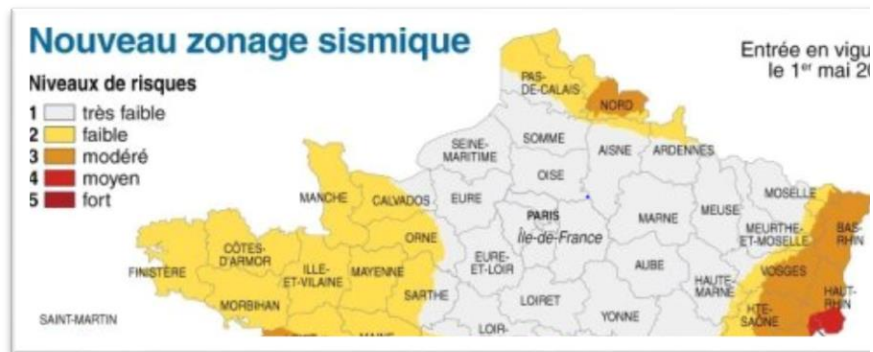 Nouveau zonage sismique
Entrée en vigu
le 1er mai 20
Niveaux de risques
1 très faible
2 faible
3 modéré
4 moyen
5 fort
PAS-
DE-CALAIS
NORD
SEINE-
MARITIME
SOMME
AISNE
ARDENNES
OISE
MANCHE
CALVADOS
EURE
PARIS
Île-de-France
MARNE
MEUSE
MOSELLE
MEURTHE-
ET-MOSELLE
BAS-
RHIN
ORNE
FINISTÈRE
CÔTES-
D'ARMOR
ILLE-
ET-VILAINE
MAYENNE
EURE-
ET-LOIR
AUBE
HAUTE-
MARNE
VOSGES
HAUT-
RHIN
MORBIHAN
SARTHE
LOIRET
YONNE
HTE-
SAÔNE
SAINT-MARTIN
LOIR-